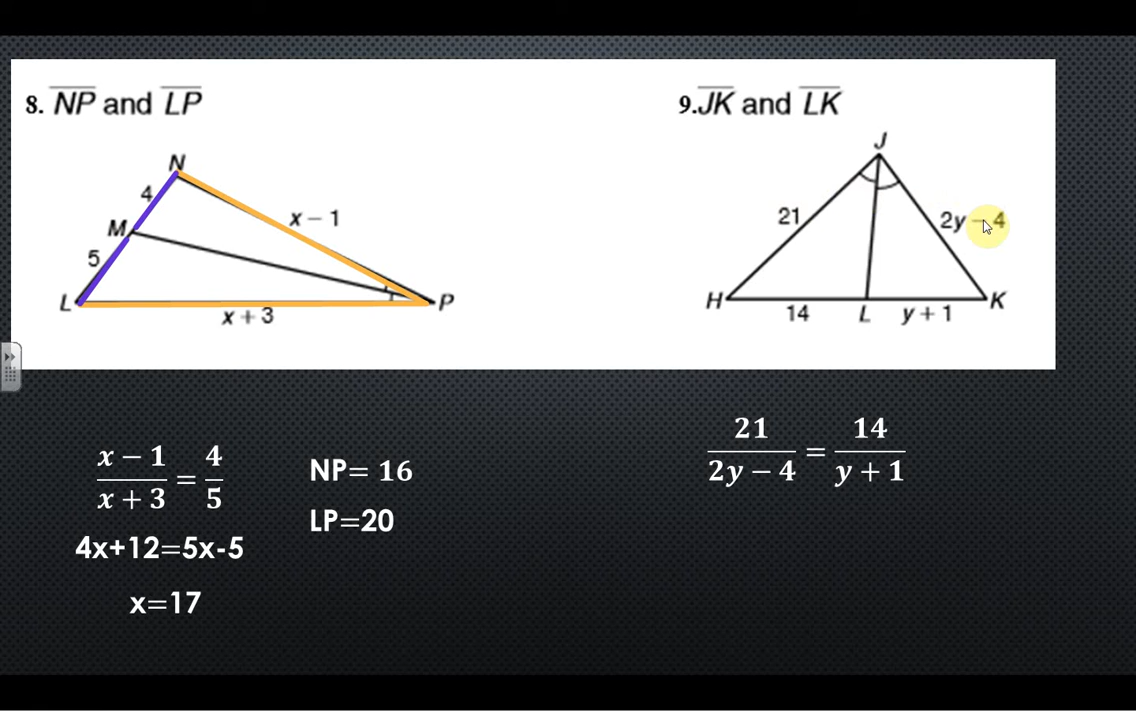 8. NP and LP
N
4
x – 1
M
5
L
P
x + 3
9. JK and LK
J
21
2y – 4
H
14
L
y + 1
K
x − 1 / x + 3 = 4 / 5
4x+12=5x-5
x=17
NP= 16
LP=20
21 / 2y − 4 = 14 / y + 1